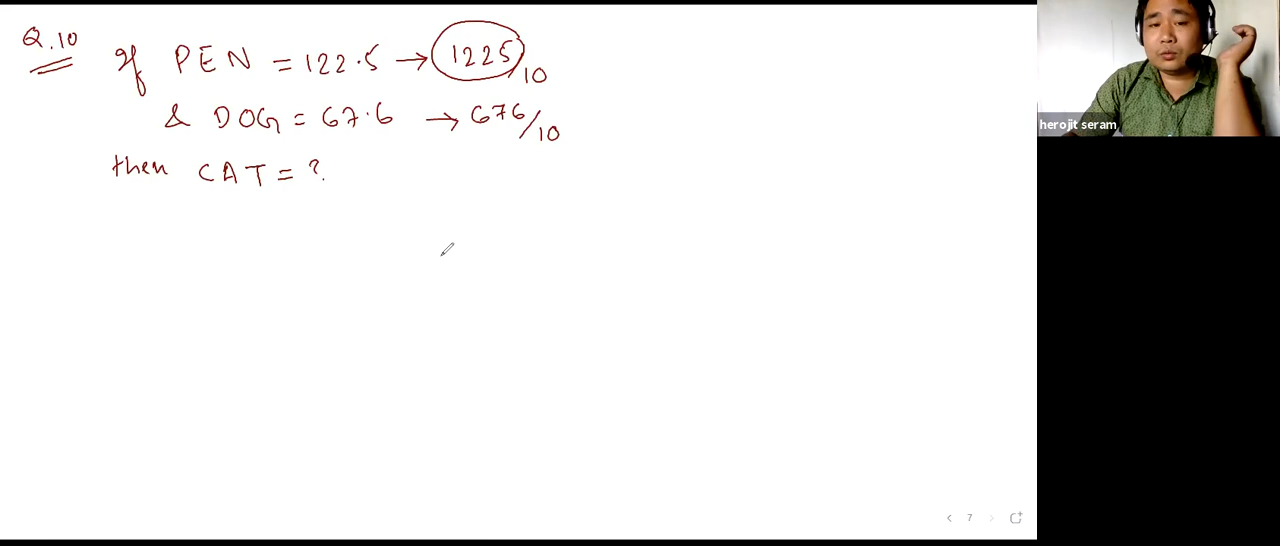 Q.10
If PEN = 122.5 → 1225/10
& DOG = 67.6 → 676/10
then CAT = ?
herojit seram
7